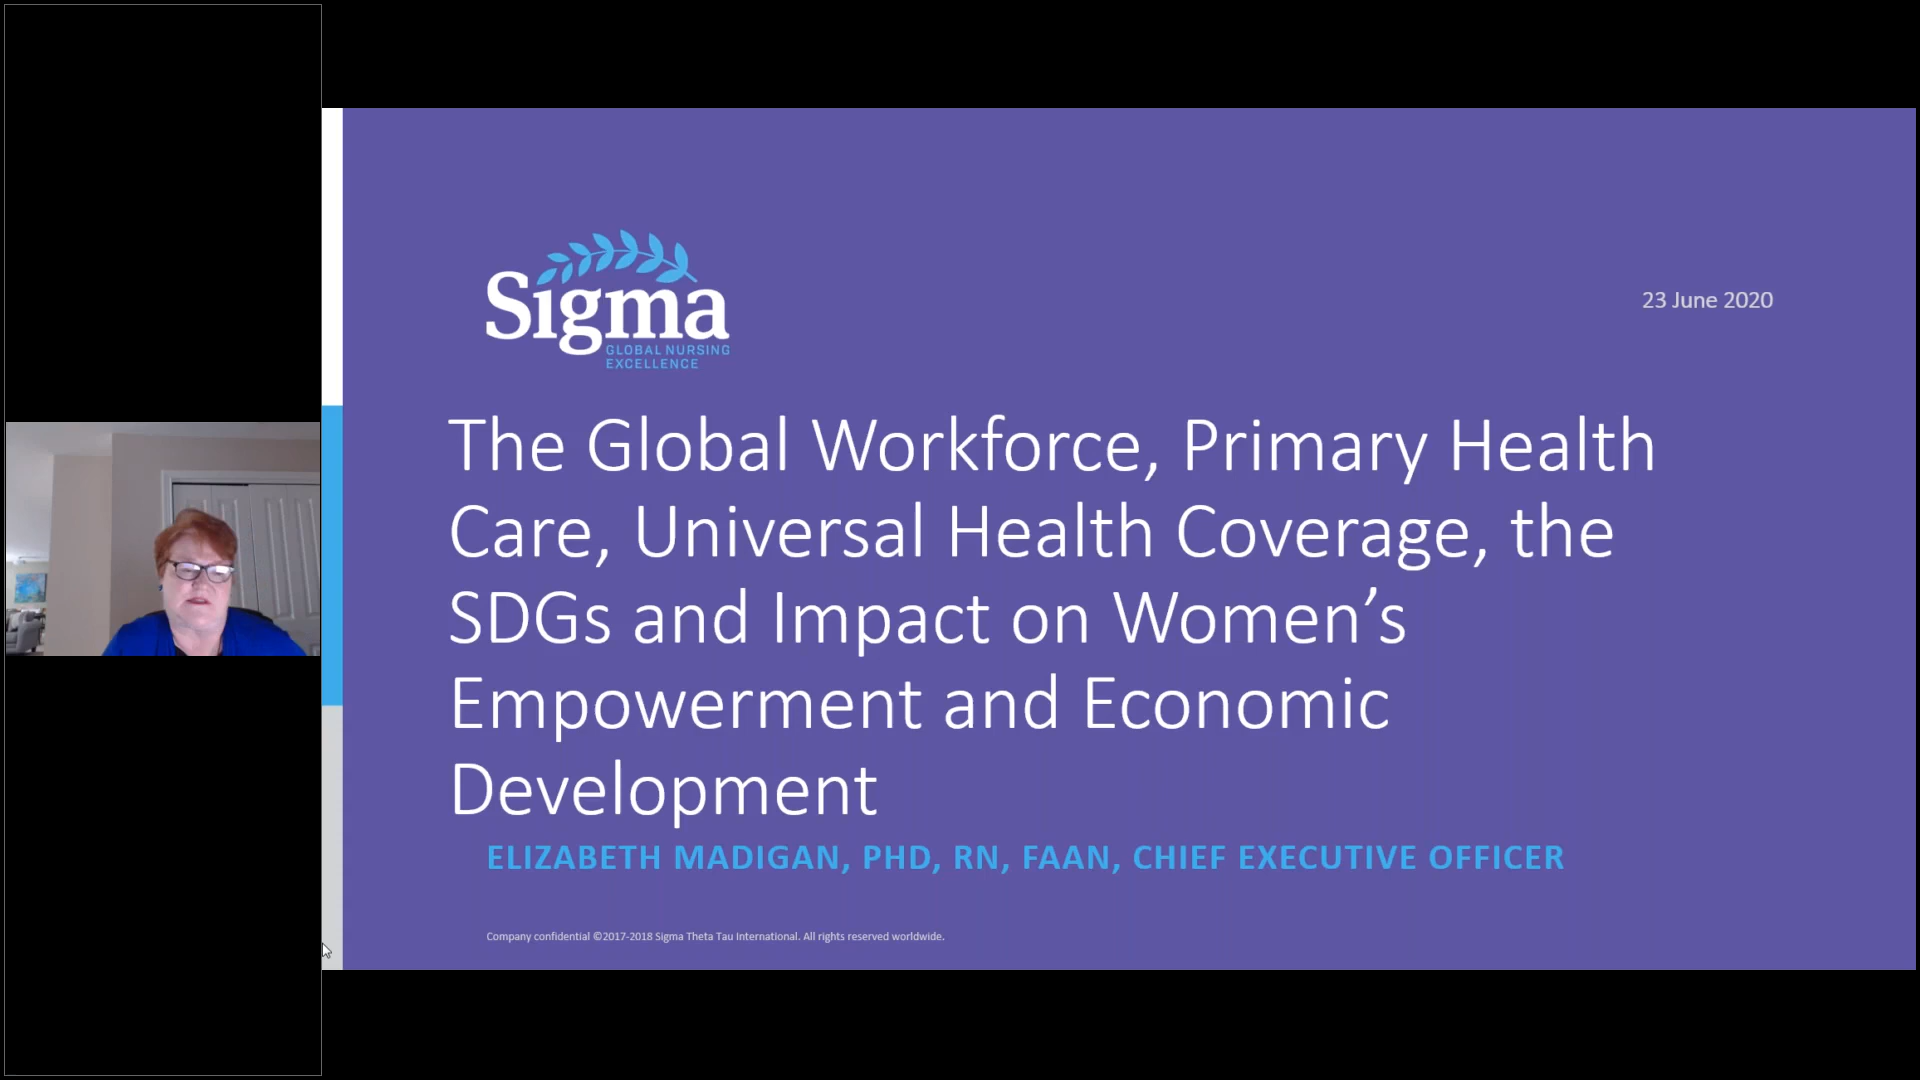 Sigma
GLOBAL NURSING
EXCELLENCE
23 June 2020
The Global Workforce, Primary Health
Care, Universal Health Coverage, the
SDGs and Impact on Women’s
Empowerment and Economic
Development
ELIZABETH MADIGAN, PHD, RN, FAAN, CHIEF EXECUTIVE OFFICER
Company confidential ©2017-2018 Sigma Theta Tau International. All rights reserved worldwide.